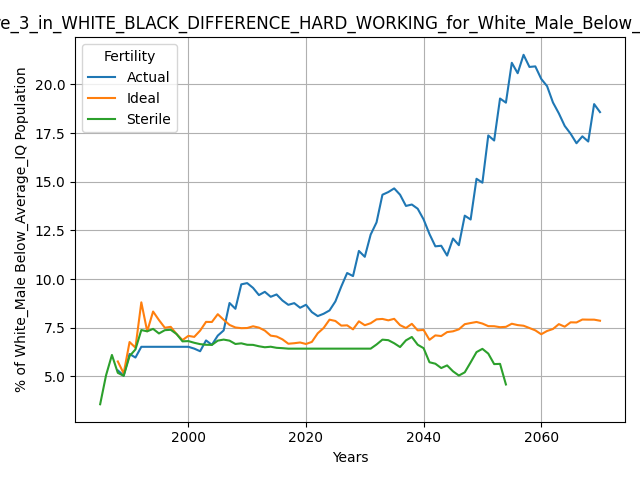 e_3_in_WHITE_BLACK_DIFFERENCE_HARD_WORKING_for_White_Male_Below_
Fertility
Actual
Ideal
Sterile
% of White_Male Below_Average_IQ Population
20.0
17.5
15.0
12.5
10.0
7.5
5.0
2000
2020
2040
2060
Years